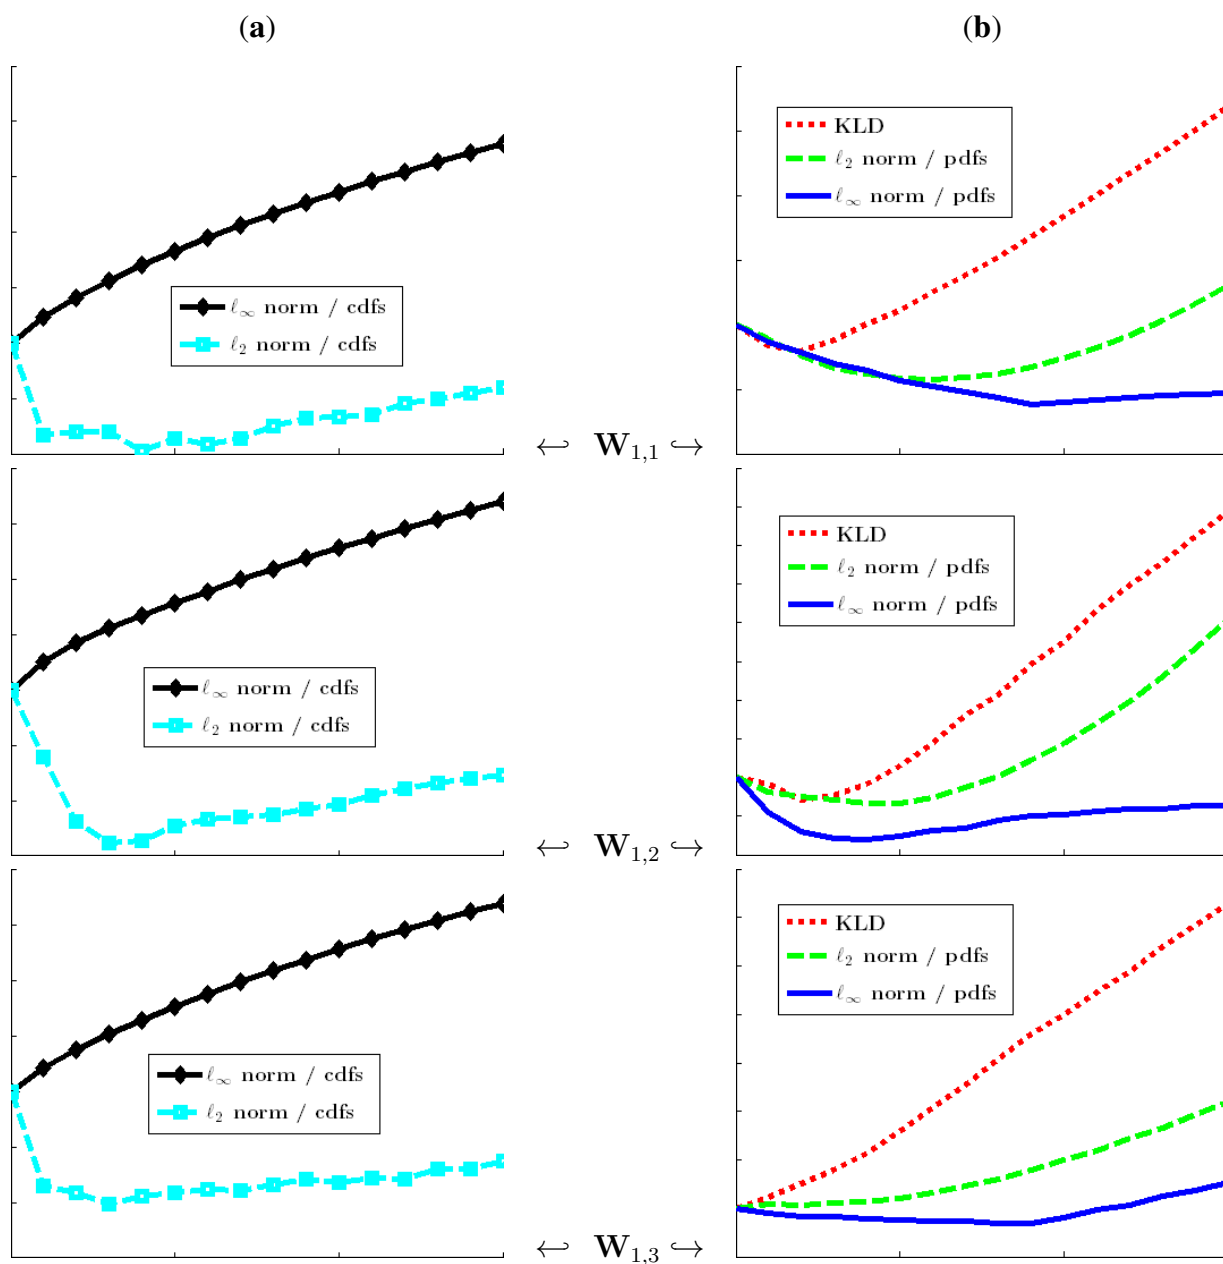 (a) (b)
ℓ∞ norm / cdfs
ℓ2 norm / cdfs
KLD
ℓ2 norm / pdfs
ℓ∞ norm / pdfs
↩ W1,1 ↪
ℓ∞ norm / cdfs
ℓ2 norm / cdfs
KLD
ℓ2 norm / pdfs
ℓ∞ norm / pdfs
↩ W1,2 ↪
ℓ∞ norm / cdfs
ℓ2 norm / cdfs
KLD
ℓ2 norm / pdfs
ℓ∞ norm / pdfs
↩ W1,3 ↪